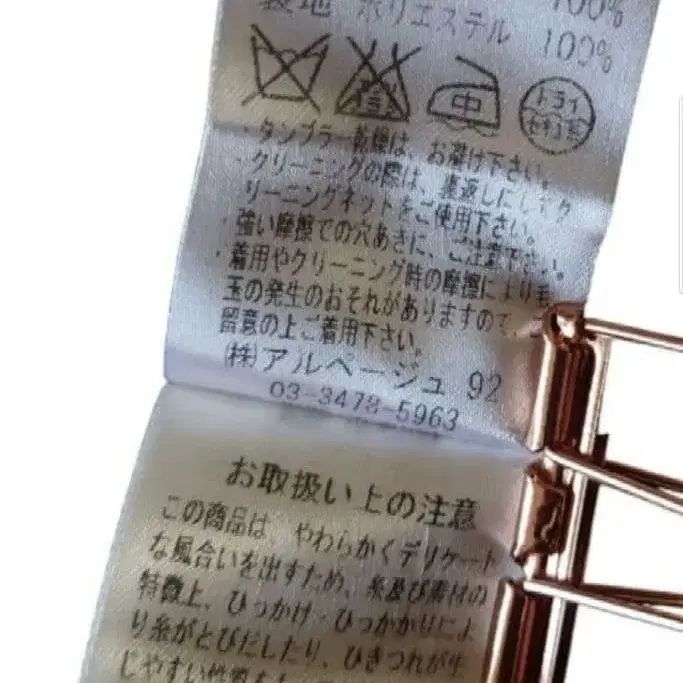 100%
裏地 ポリエステル 100%
エンソサラシ
中
ドライ
セキユ系
・タンブラー乾燥は、お避け下さい。
・クリーニングの際は、裏返しにしてク
リーニングネットをご使用下さい。
・強い摩擦での穴あきに、ご注意下さい。
・着用やクリーニング時の摩擦により毛
玉の発生のおそれがありますので、ご
留意の上ご着用下さい。
(株)アルページュ 92
03-3478-5963
お取扱い上の注意
この商品は、やわらかくデリケート
な風合いを出すため、糸及び素材の
特徴上、ひっかけ・ひっかかりによ
り糸がとびだしたり、ひきつれが生
じやすい性質